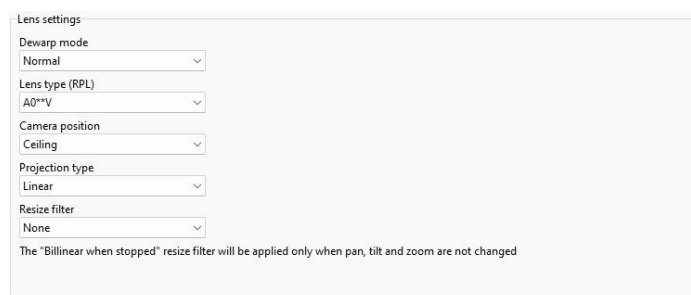 Lens settings
Dewarp mode
Normal
Lens type (RPL)
A0**V
Camera position
Ceiling
Projection type
Linear
Resize filter
None
The "Billinear when stopped" resize filter will be applied only when pan, tilt and zoom are not changed